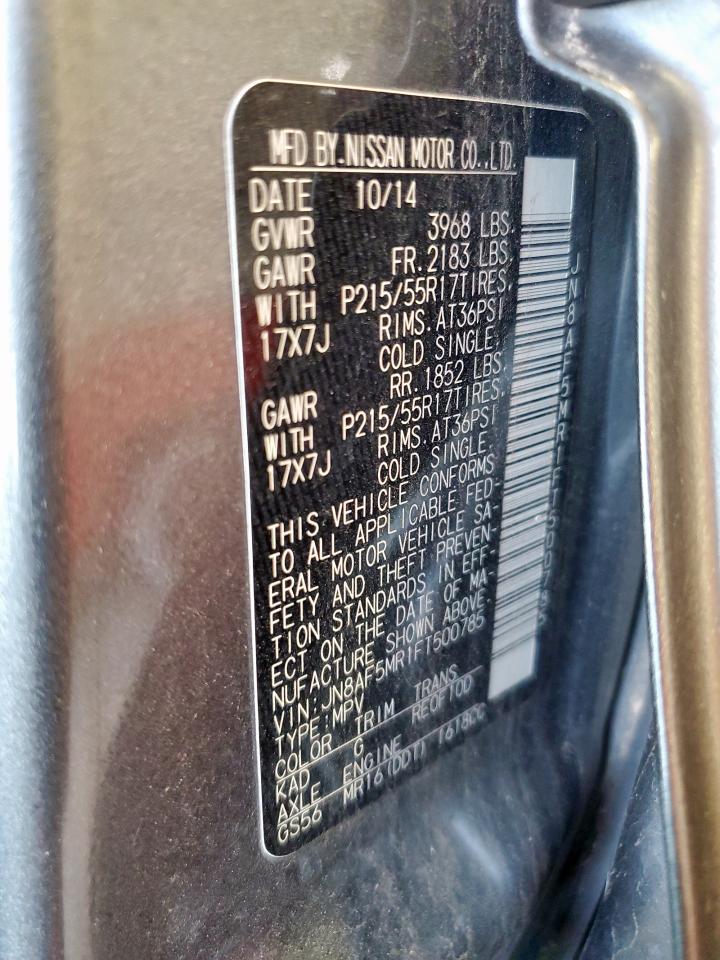 MFD BY-NISSAN MOTOR CO.,LTD.
DATE 10/14
GVWR 3968 LBS.
GAWR FR.2183 LBS.
WITH P215/55R17TIRES.
17X7J RIMS.AT36PSI
COLD SINGLE.
GAWR RR.1852 LBS.
WITH P215/55R17TIRES.
17X7J RIMS.AT36PSI
COLD SINGLE.
THIS VEHICLE CONFORMS
TO ALL APPLICABLE FED-
ERAL MOTOR VEHICLE SA-
FETY AND THEFT PREVEN-
TION STANDARDS IN EFF-
ECT ON THE DATE OF MA-
NUFACTURE SHOWN ABOVE.
VIN:JN8AF5MR1FT500785
TYPE:MPV
COLOR TRIM TRANS
KAD G RE0F10D
AXLE ENGINE
GS56 MR16(DDT) 1618CC
JN8AF5MR1FT500785